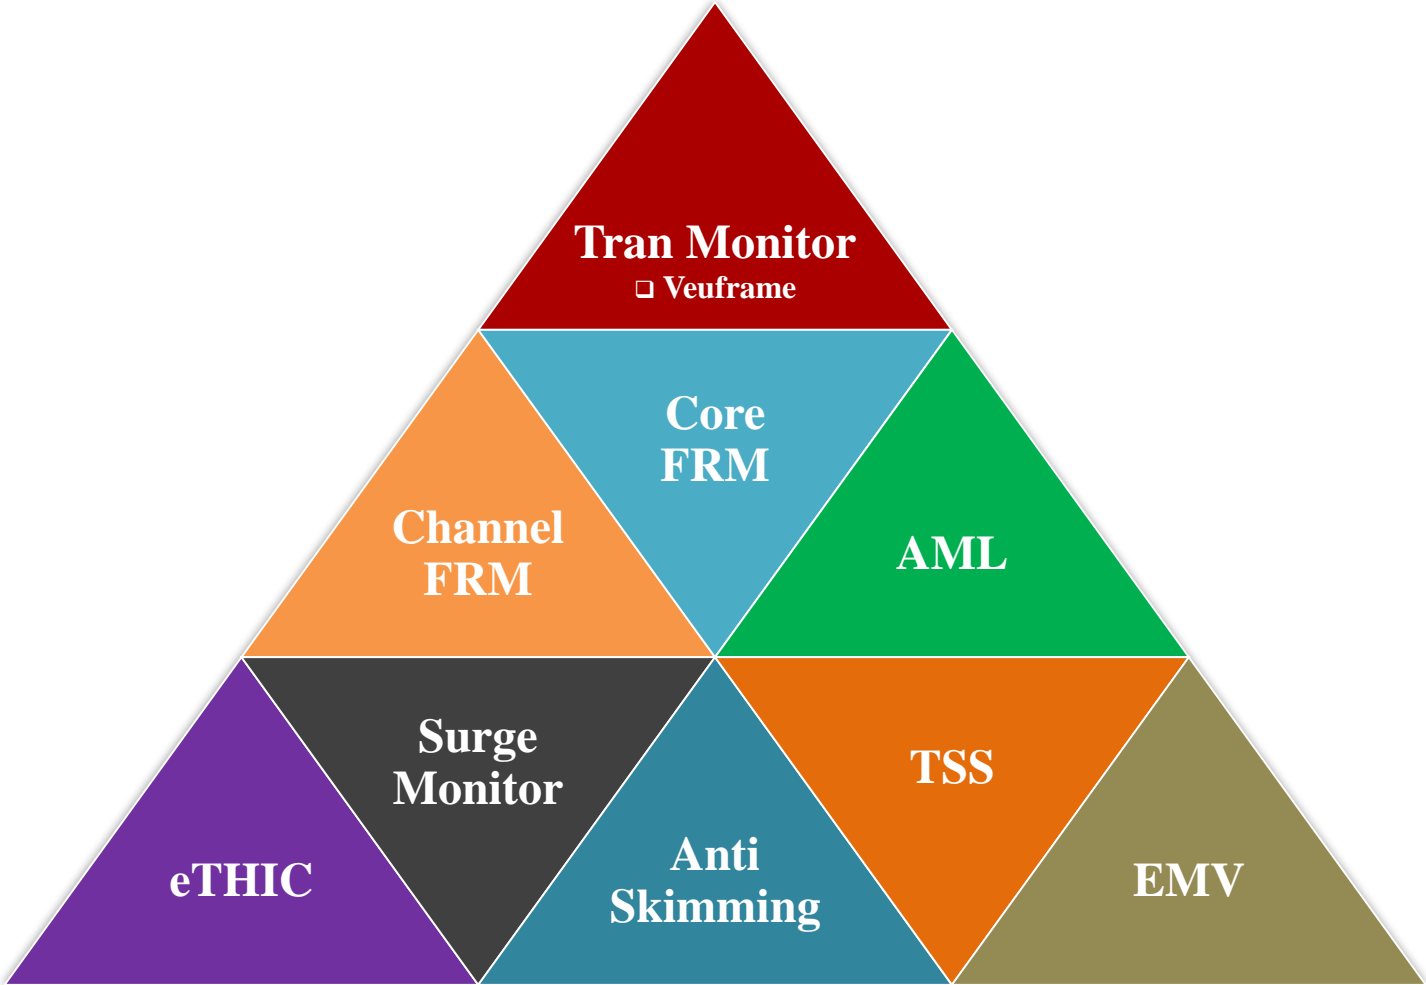 Tran Monitor
❑ Veuframe
Core
FRM
Channel
FRM
AML
Surge
Monitor
TSS
Anti
Skimming
eTHIC
EMV